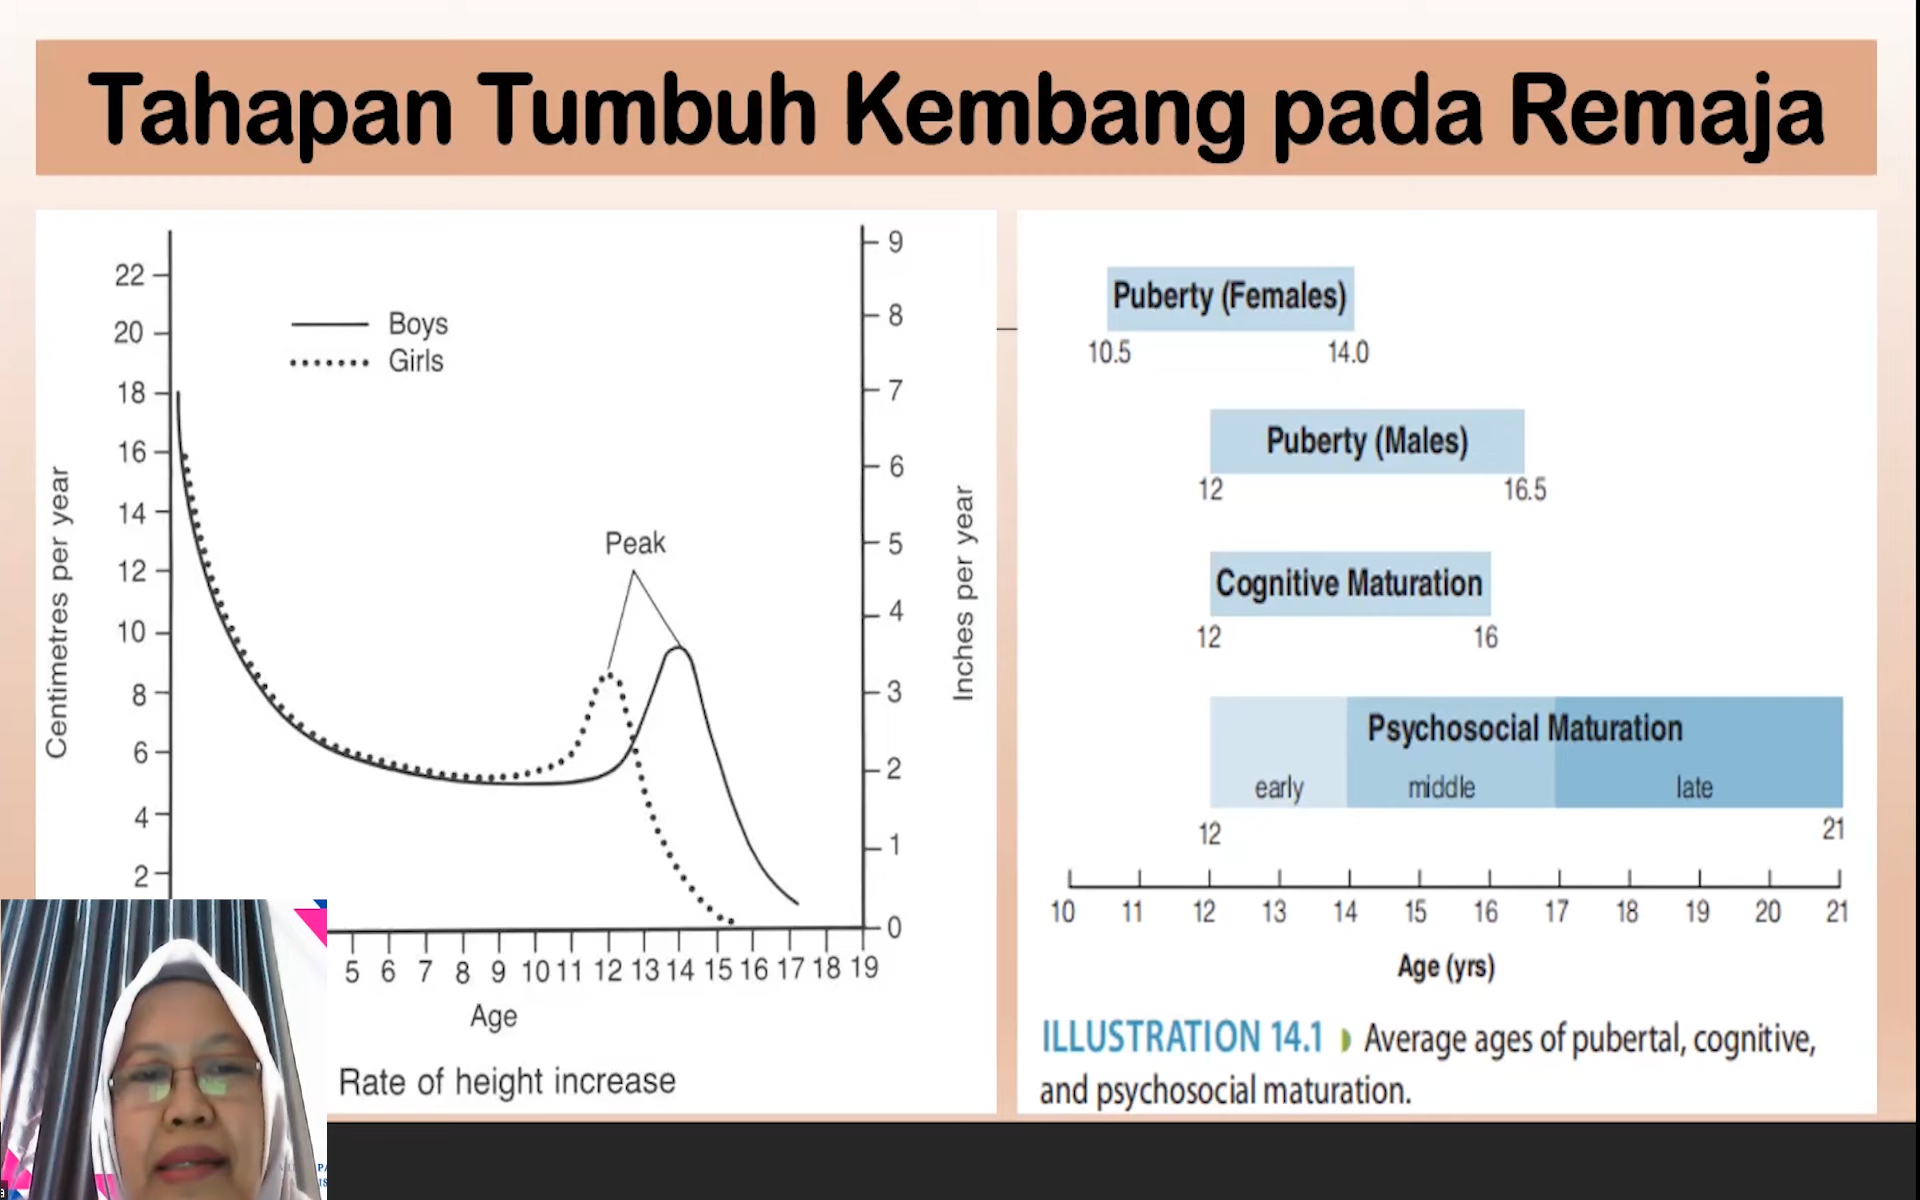 Tahapan Tumbuh Kembang pada Remaja
22
20
18
16
14
12
10
8
6
4
2
Centimetres per year
Boys
Girls
Peak
9
8
7
6
5
4
3
2
1
0
Inches per year
5 6 7 8 9 10 11 12 13 14 15 16 17 18 19
Age
Rate of height increase
Puberty (Females)
10.5 14.0
Puberty (Males)
12 16.5
Cognitive Maturation
12 16
Psychosocial Maturation
early middle late
12 21
10 11 12 13 14 15 16 17 18 19 20 21
Age (yrs)
ILLUSTRATION 14.1 Average ages of pubertal, cognitive,
and psychosocial maturation.